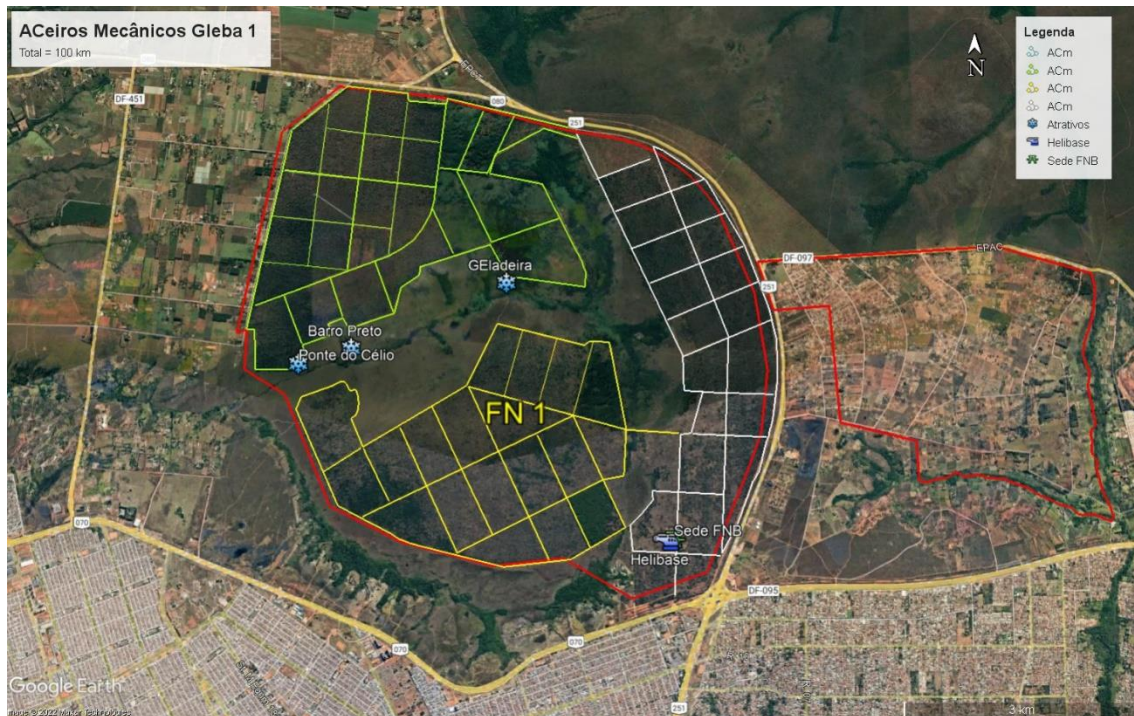 ACeiros Mecânicos Gleba 1
Total = 100 km
Legenda
ACm
ACm
ACm
ACm
Atrativos
Helibase
Sede FNB
N
DF-451
080
251
EPAC
DF-097
251
GEladeira
Barro Preto
Ponte do Célio
FN 1
Sede FNB
Helibase
070
DF-095
070
070
251
Google Earth
3 km